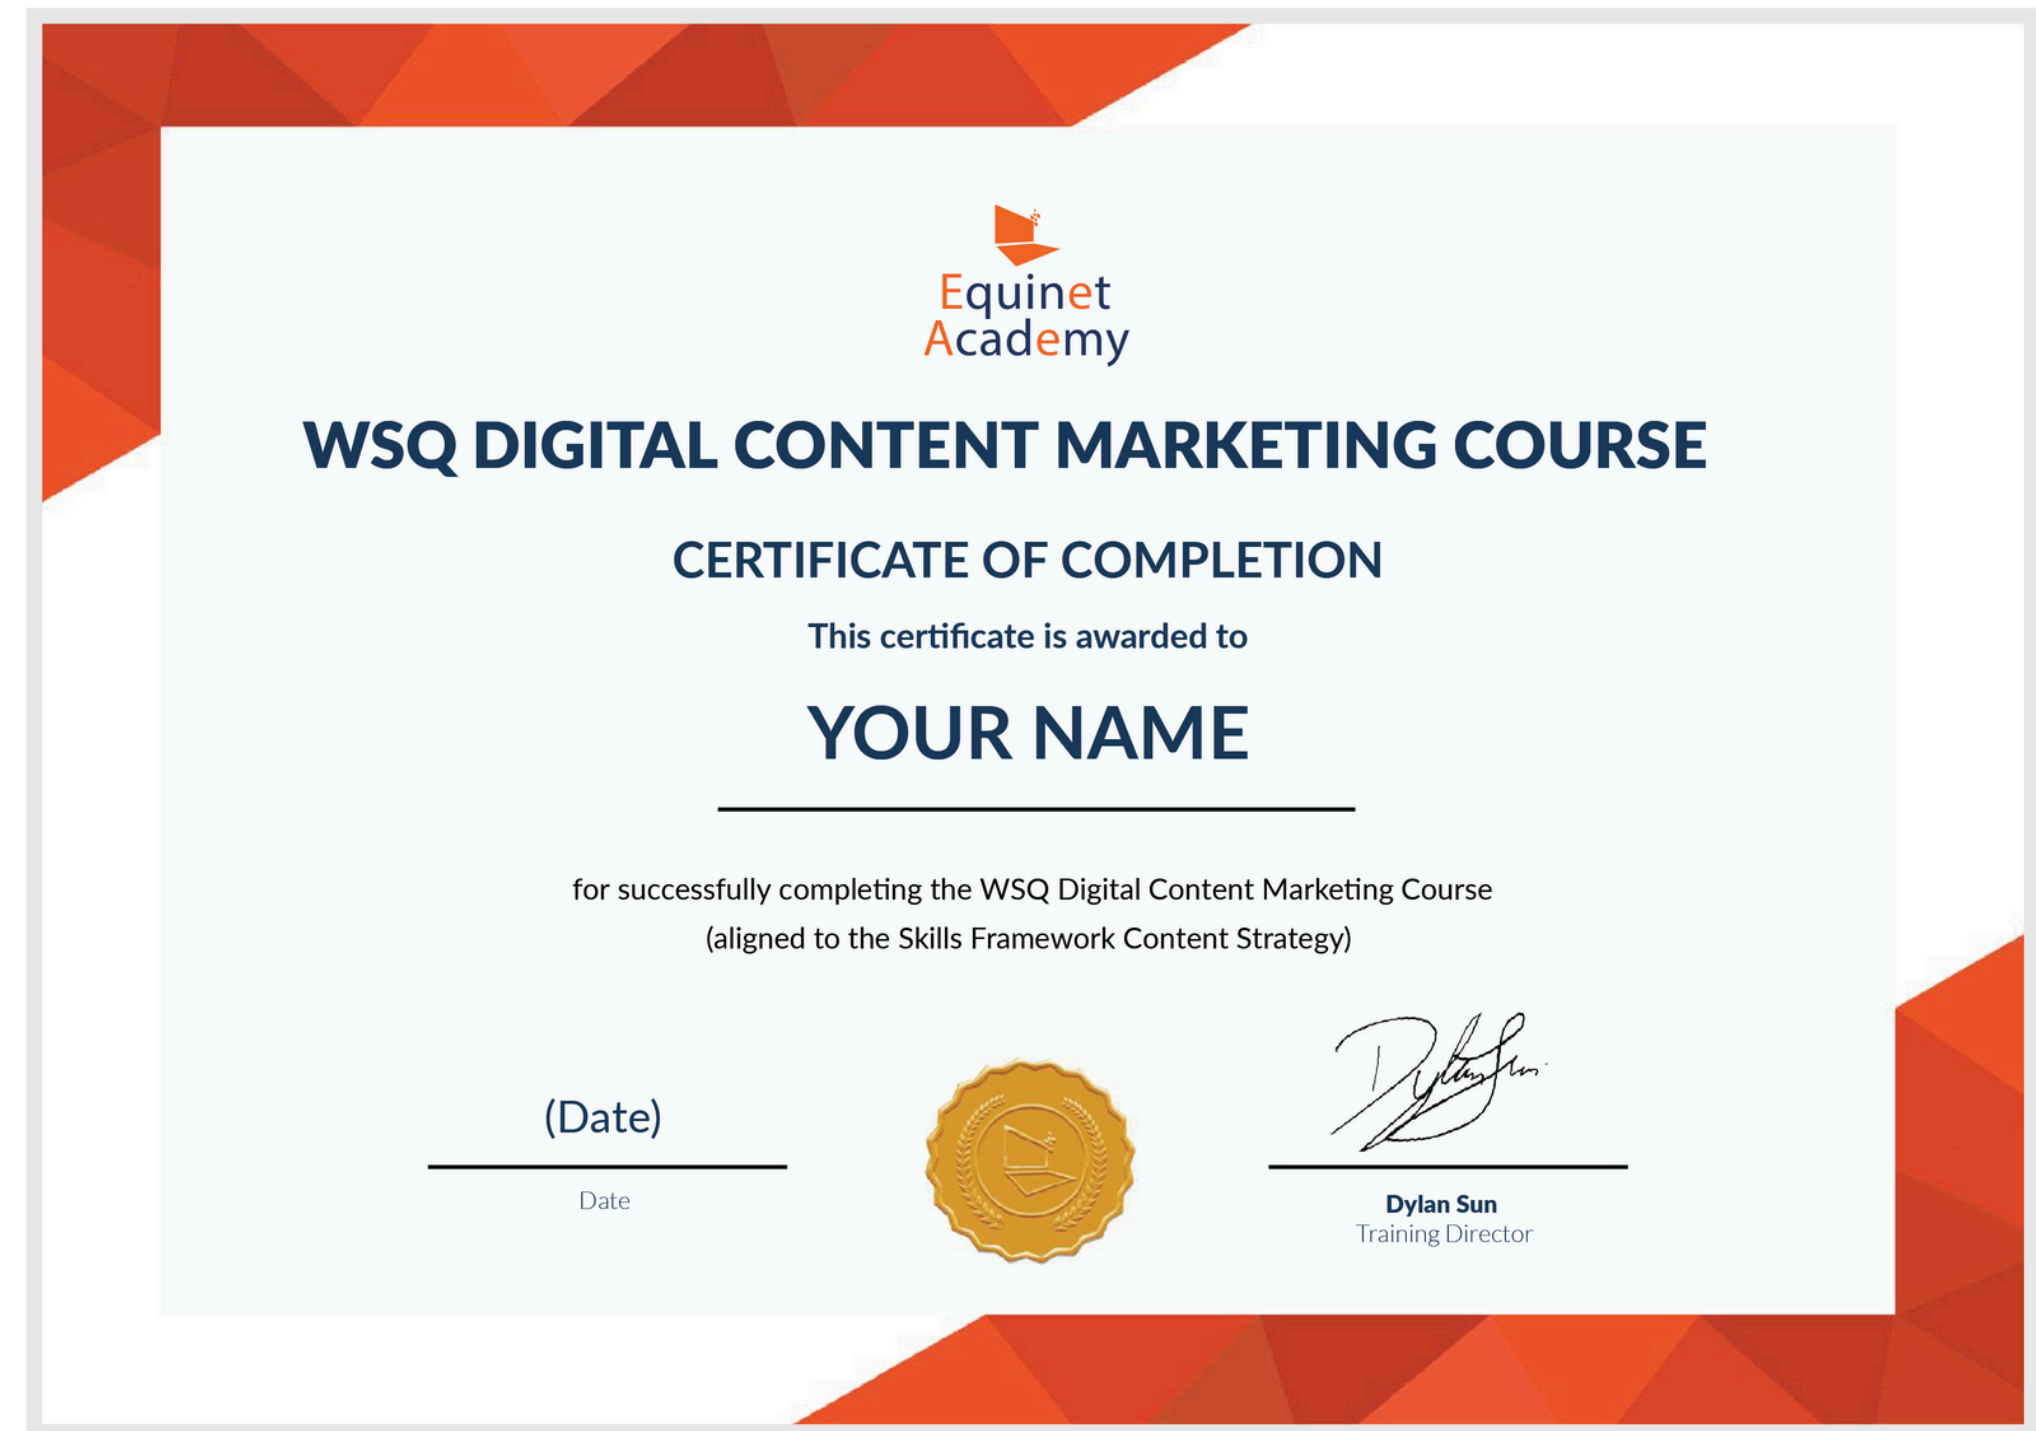 Equinet
Academy
WSQ DIGITAL CONTENT MARKETING COURSE
CERTIFICATE OF COMPLETION
This certificate is awarded to
YOUR NAME
for successfully completing the WSQ Digital Content Marketing Course
(aligned to the Skills Framework Content Strategy)
(Date)
Date
Dylan Sun
Dylan Sun
Training Director